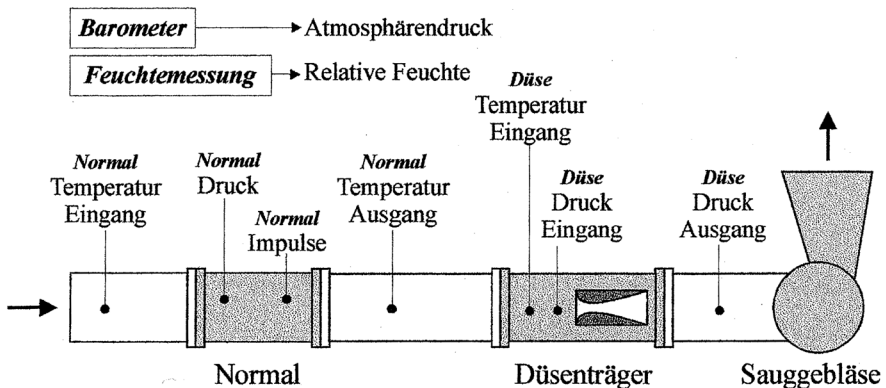 Barometer Atmosphärendruck
Feuchtemessung Relative Feuchte
Düse
Temperatur
Eingang
Normal
Temperatur
Eingang
Normal
Druck
Normal
Impulse
Normal
Temperatur
Ausgang
Düse
Druck
Eingang
Düse
Druck
Ausgang
Normal
Düsenträger
Sauggebläse